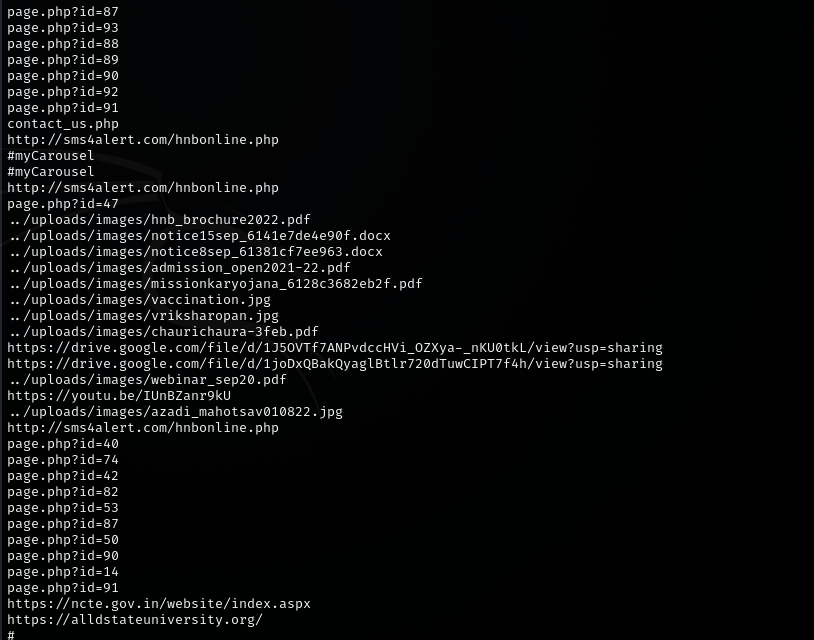 page.php?id=87
page.php?id=93
page.php?id=88
page.php?id=89
page.php?id=90
page.php?id=92
page.php?id=91
contact_us.php
http://sms4alert.com/hnbonline.php
#myCarousel
#myCarousel
http://sms4alert.com/hnbonline.php
page.php?id=47
../uploads/images/hnb_brochure2022.pdf
../uploads/images/notice15sep_6141e7de4e90f.docx
../uploads/images/notice8sep_61381cf7ee963.docx
../uploads/images/admission_open2021-22.pdf
../uploads/images/missionkaryojana_6128c3682eb2f.pdf
../uploads/images/vaccination.jpg
../uploads/images/vriksharopan.jpg
../uploads/images/chaurichaura-3feb.pdf
https://drive.google.com/file/d/1J5OVTf7ANPvdccHVi_OZXya-_nKU0tkL/view?usp=sharing
https://drive.google.com/file/d/1joDxQBakQyaglBtlr720dTuwCIPT7f4h/view?usp=sharing
../uploads/images/webinar_sep20.pdf
https://youtu.be/IUnBZanr9kU
../uploads/images/azadi_mahotsav010822.jpg
http://sms4alert.com/hnbonline.php
page.php?id=40
page.php?id=74
page.php?id=42
page.php?id=82
page.php?id=53
page.php?id=87
page.php?id=50
page.php?id=90
page.php?id=14
page.php?id=91
https://ncte.gov.in/website/index.aspx
https://alldstateuniversity.org/
#